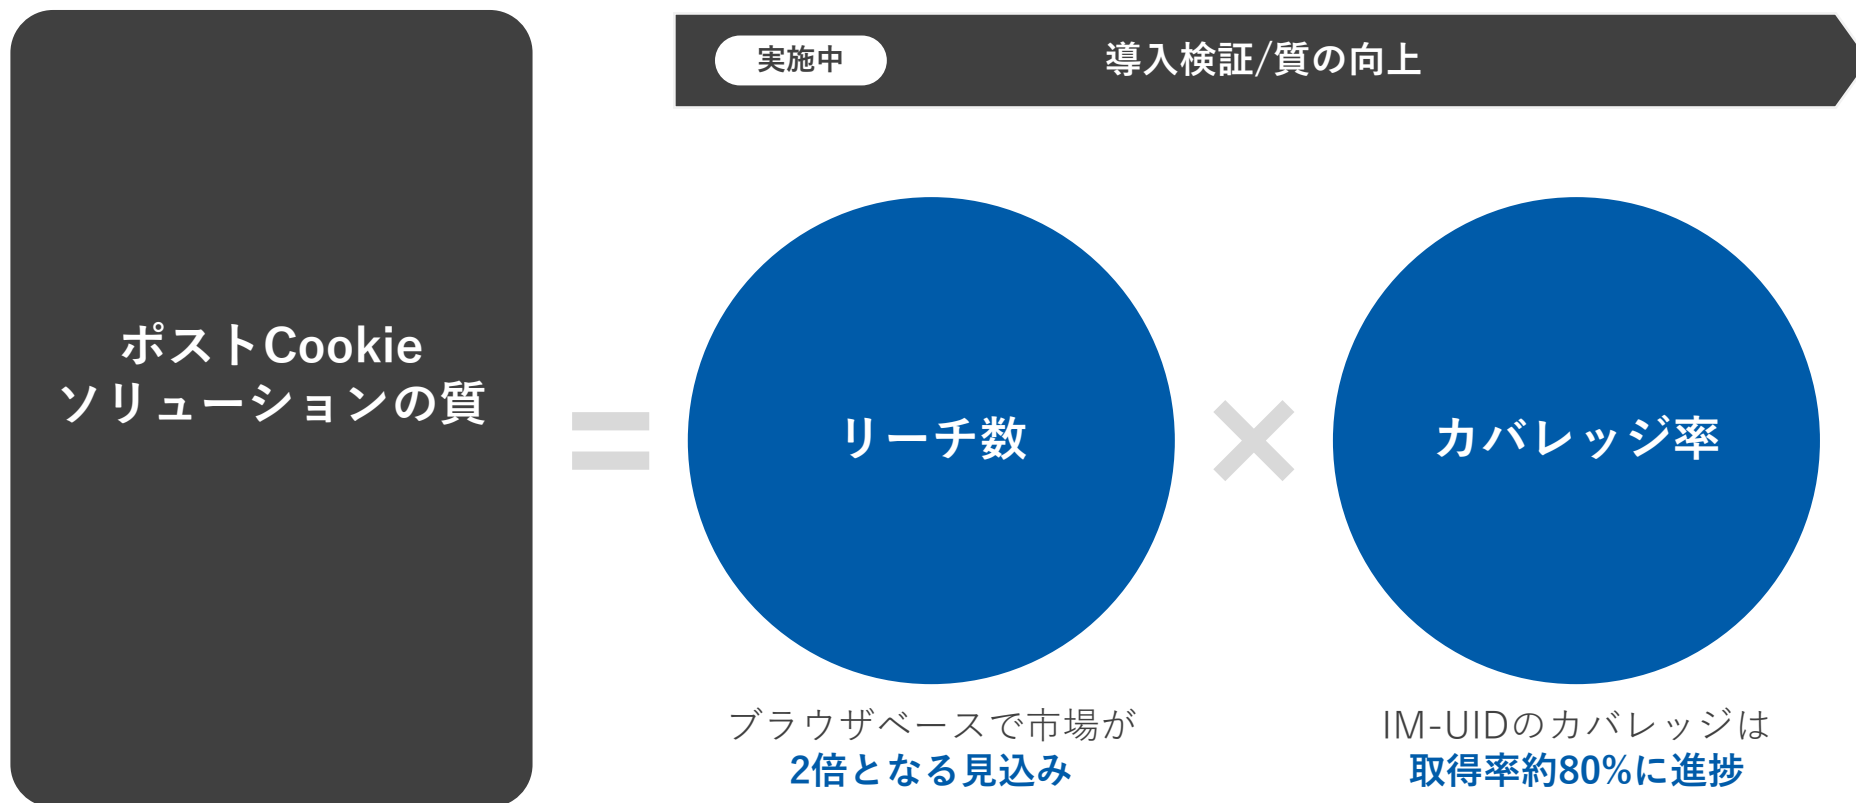 実施中
導入検証/質の向上
ポストCookie
ソリューションの質
=
リーチ数
×
カバレッジ率
ブラウザベースで市場が
2倍となる見込み
IM-UIDのカバレッジは
取得率約80%に進捗